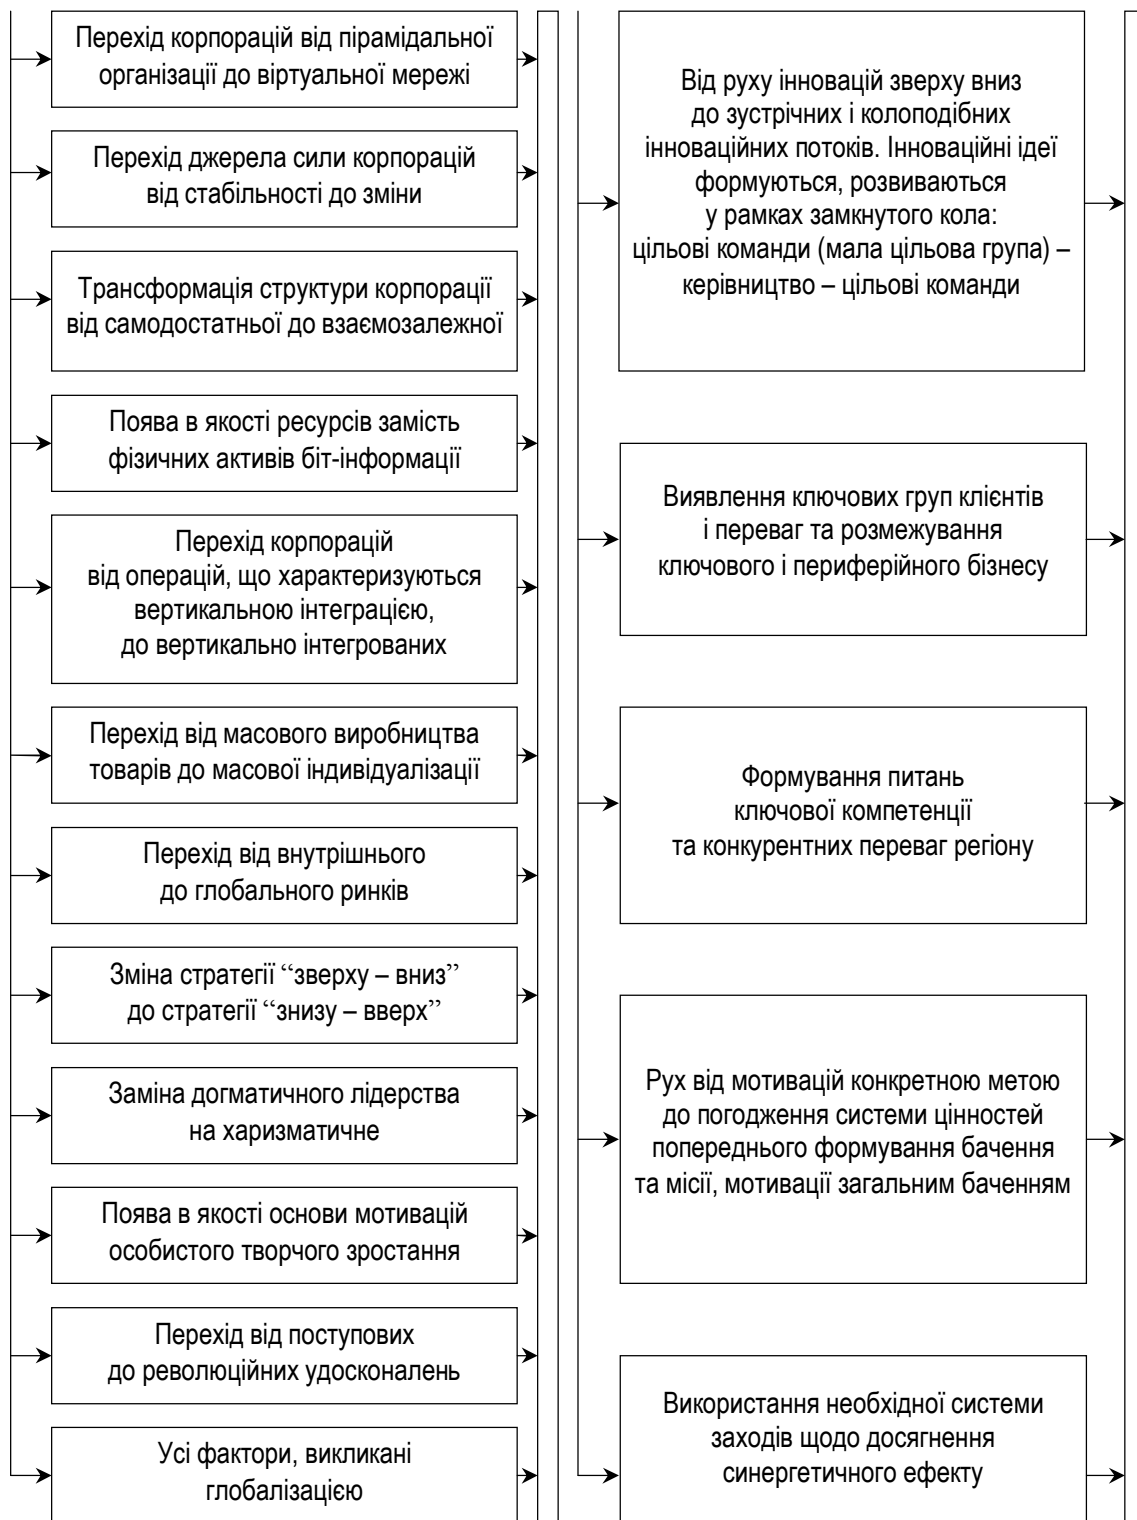 Перехід корпорацій від пірамідальної
організації до віртуальної мережі
Перехід джерела сили корпорацій
від стабільності до зміни
Трансформація структури корпорації
від самодостатньої до взаємозалежної
Поява в якості ресурсів замість
фізичних активів біт-інформації
Перехід корпорацій
від операцій, що характеризуються
вертикальною інтеграцією,
до вертикально інтегрованих
Перехід від масового виробництва
товарів до масової індивідуалізації
Перехід від внутрішнього
до глобального ринків
Зміна стратегії “зверху – вниз”
до стратегії “знизу – вверх”
Заміна догматичного лідерства
на харизматичне
Поява в якості основи мотивацій
особистого творчого зростання
Перехід від поступових
до революційних удосконалень
Усі фактори, викликані
глобалізацією
Від руху інновацій зверху вниз
до зустрічних і колоподібних
інноваційних потоків. Інноваційні ідеї
формуються, розвиваються
у рамках замкнутого кола:
цільові команди (мала цільова група) –
керівництво – цільові команди
Виявлення ключових груп клієнтів
і переваг та розмежування
ключового і периферійного бізнесу
Формування питань
ключової компетенції
та конкурентних переваг регіону
Рух від мотивацій конкретною метою
до погодження системи цінностей
попереднього формування бачення
та місії, мотивації загальним баченням
Використання необхідної системи
заходів щодо досягнення
синергетичного ефекту